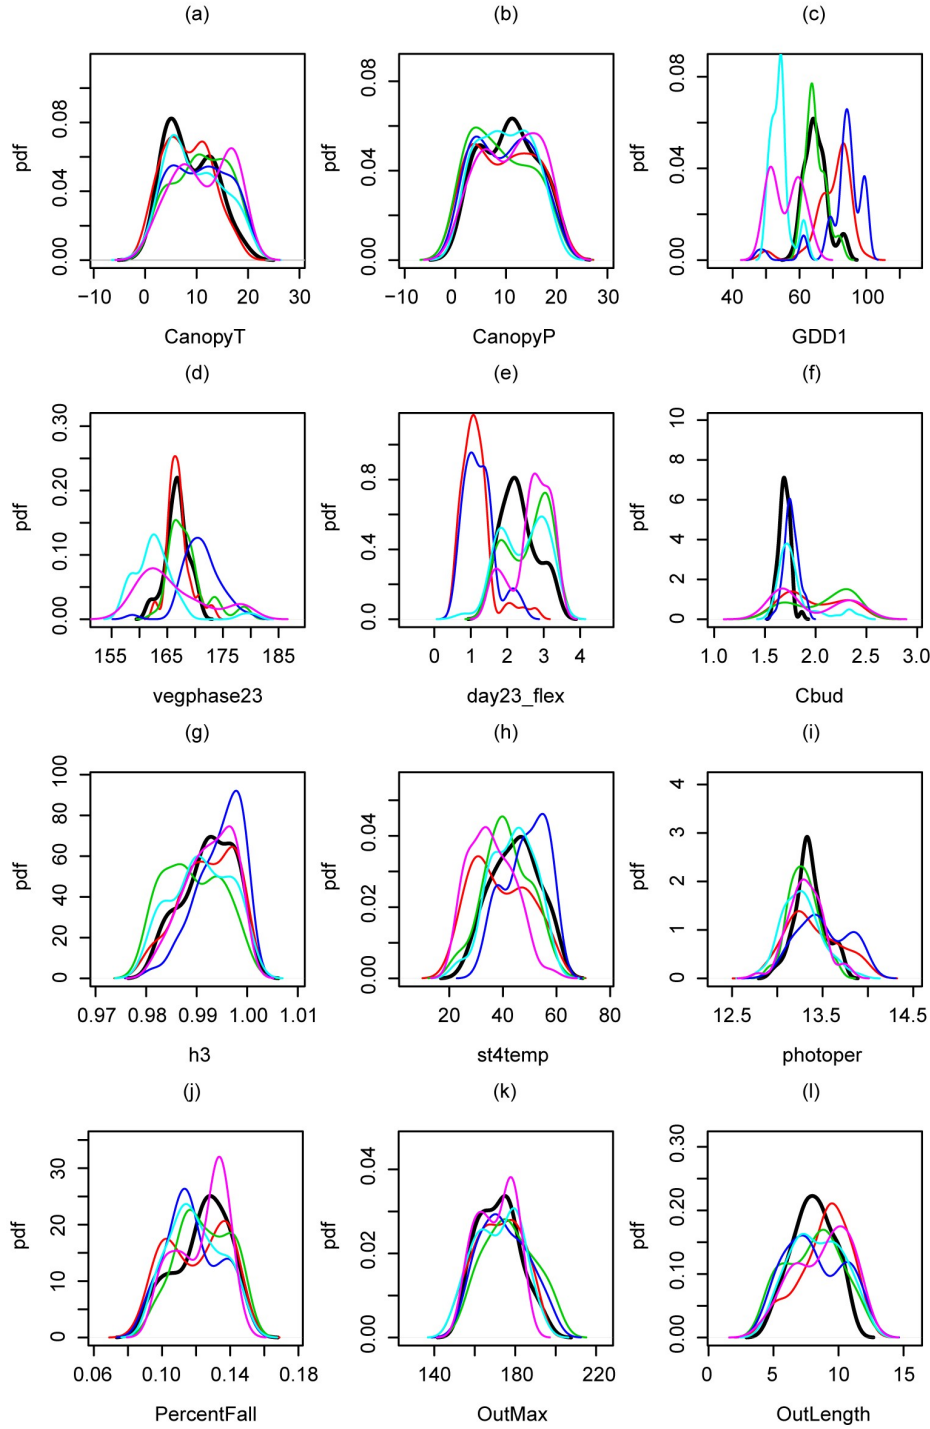 (a) (b) (c)
pdf 0.00 0.04 0.08
pdf 0.00 0.04 0.08
pdf 0.00 0.04 0.08
−10 0 10 20 30
−10 0 10 20 30
40 60 80 100
CanopyT CanopyP GDD1
(d) (e) (f)
pdf 0.00 0.10 0.20 0.30
pdf 0.0 0.4 0.8
pdf 0 2 4 6 8 10
155 165 175 185
0 1 2 3 4
1.0 1.5 2.0 2.5 3.0
vegphase23 day23_flex Cbud
(g) (h) (i)
pdf 0 20 40 60 80 100
pdf 0.00 0.02 0.04
pdf 0 1 2 3 4
0.97 0.98 0.99 1.00 1.01
20 40 60 80
12.5 13.5 14.5
h3 st4temp photoper
(j) (k) (l)
pdf 0 10 20 30
pdf 0.00 0.02 0.04
pdf 0.00 0.10 0.20 0.30
0.06 0.10 0.14 0.18
140 180 220
0 5 10 15
PercentFall OutMax OutLength